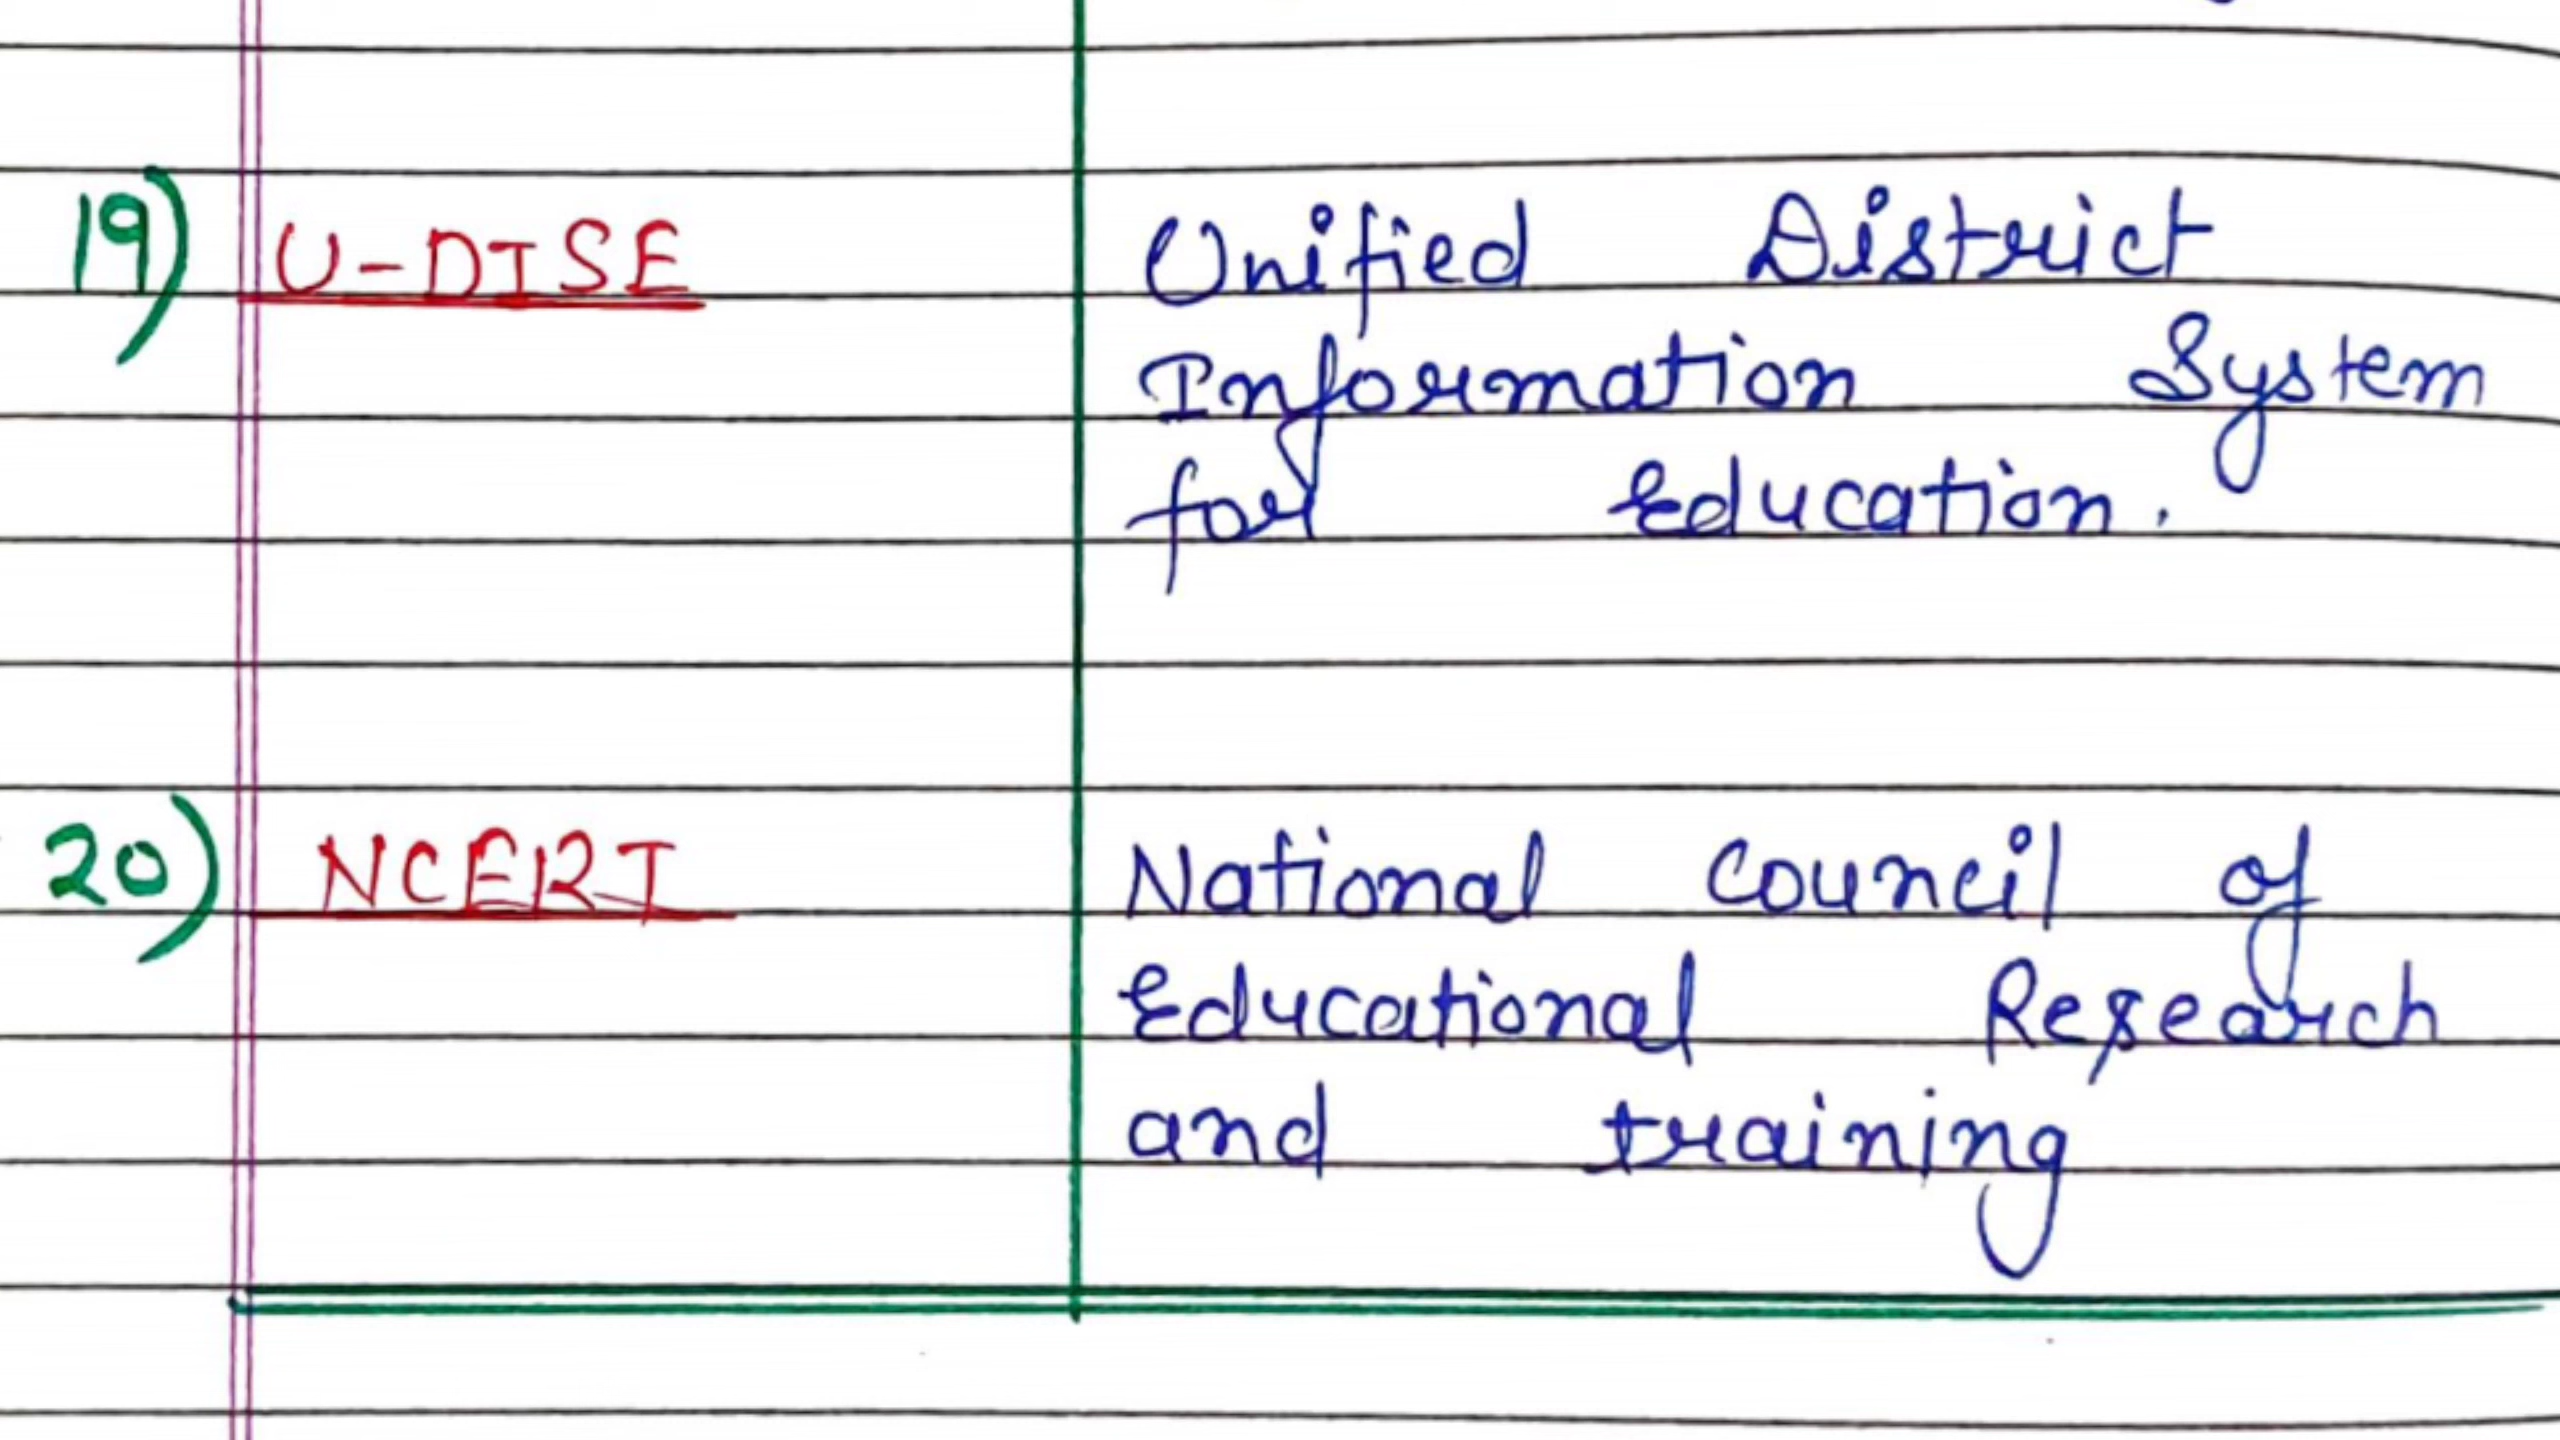 19) U-DISE Unified District
Information System
for Education.
20) NCERT National Council of
Educational Research
and training